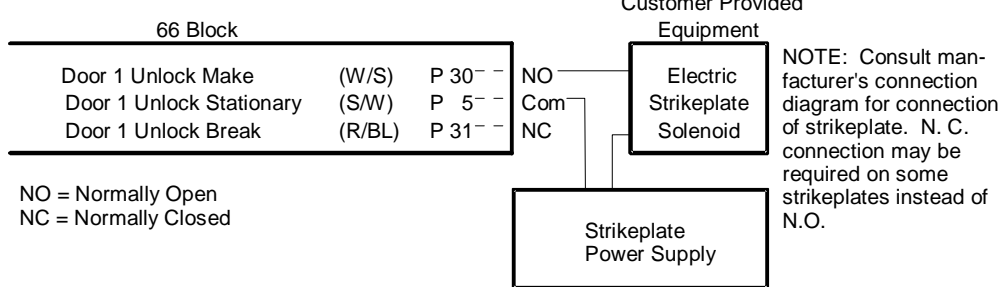 Customer Provided
Equipment
66 Block
Door 1 Unlock Make (W/S) P 30 – – NO
Door 1 Unlock Stationary (S/W) P 5 – – Com
Door 1 Unlock Break (R/BL) P 31 – – NC
Electric
Strikeplate
Solenoid
NOTE: Consult man-
facturer's connection
diagram for connection
of strikeplate. N. C.
connection may be
required on some
strikeplates instead of
N.O.
NO = Normally Open
NC = Normally Closed
Strikeplate
Power Supply